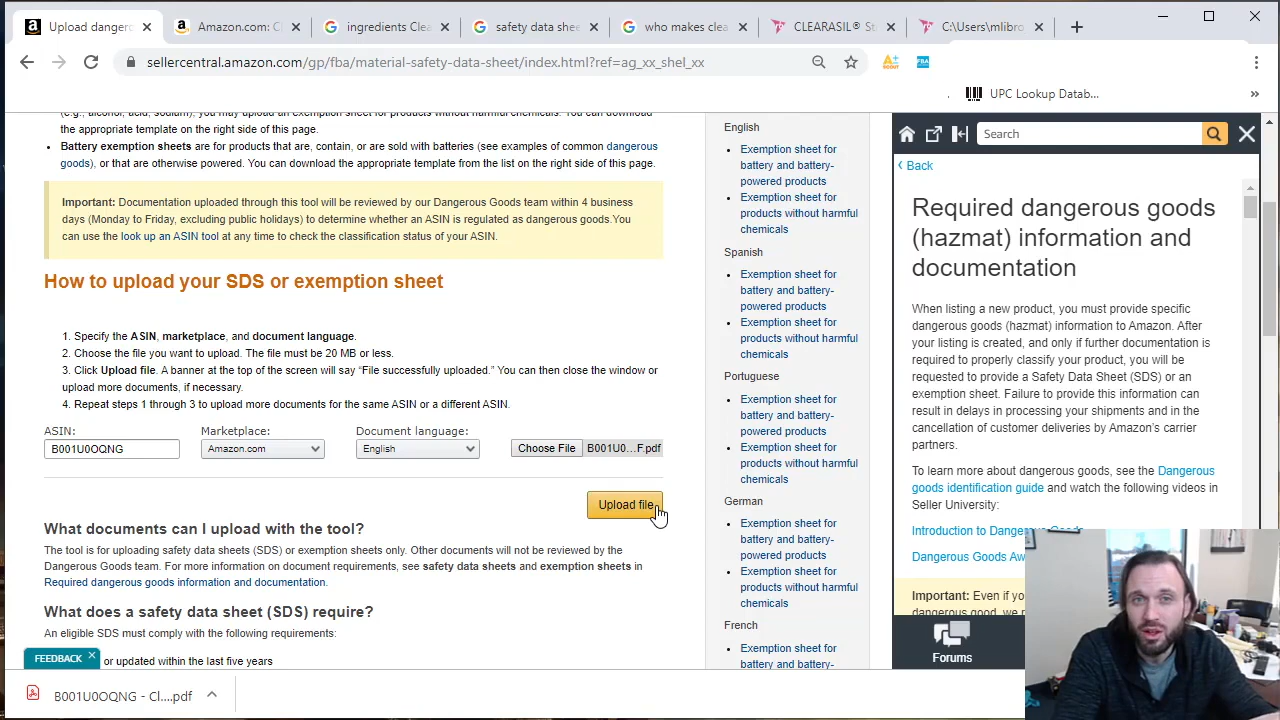 Upload danger
Amazon.com: C
ingredients Clea
safety data shee
who makes clea
CLEARASIL® St
C:\Users\mlibro
sellercentral.amazon.com/gp/fba/material-safety-data-sheet/index.html?ref=ag_xx_shel_xx
UPC Lookup Datab...
(e.g., alcohol, acid, sodium), you may upload an exemption sheet for products without harmful chemicals. You can download
the appropriate template on the right side of this page.
Battery exemption sheets are for products that are, contain, or are sold with batteries (see examples of common dangerous
goods), or that are otherwise powered. You can download the appropriate template from the list on the right side of this page.
Important: Documentation uploaded through this tool will be reviewed by our Dangerous Goods team within 4 business
days (Monday to Friday, excluding public holidays) to determine whether an ASIN is regulated as dangerous goods.You
can use the look up an ASIN tool at any time to check the classification status of your ASIN.
How to upload your SDS or exemption sheet
1. Specify the ASIN, marketplace, and document language.
2. Choose the file you want to upload. The file must be 20 MB or less.
3. Click Upload file. A banner at the top of the screen will say “File successfully uploaded.” You can then close the window or
upload more documents, if necessary.
4. Repeat steps 1 through 3 to upload more documents for the same ASIN or a different ASIN.
ASIN:
Marketplace:
Document language:
B001U0OQNG
Amazon.com
English
Choose File
B001U0...F.pdf
Upload file
What documents can I upload with the tool?
The tool is for uploading safety data sheets (SDS) or exemption sheets only. Other documents will not be reviewed by the
Dangerous Goods team. For more information on document requirements, see safety data sheets and exemption sheets in
Required dangerous goods information and documentation.
What does a safety data sheet (SDS) require?
An eligible SDS must comply with the following requirements:
FEEDBACK
or updated within the last five years
English
Exemption sheet for
battery and battery-
powered products
Exemption sheet for
products without harmful
chemicals
Spanish
Exemption sheet for
battery and battery-
powered products
Exemption sheet for
products without harmful
chemicals
Portuguese
Exemption sheet for
battery and battery-
powered products
Exemption sheet for
products without harmful
chemicals
German
Exemption sheet for
battery and battery-
powered products
Exemption sheet for
products without harmful
chemicals
French
Exemption sheet for
battery and battery-
Search
Back
Required dangerous goods
(hazmat) information and
documentation
When listing a new product, you must provide specific
dangerous goods (hazmat) information to Amazon. After
your listing is created, and only if further documentation is
required to properly classify your product, you will be
requested to provide a Safety Data Sheet (SDS) or an
exemption sheet. Failure to provide this information can
result in delays in processing your shipments and in the
cancellation of customer deliveries by Amazon’s carrier
partners.
To learn more about dangerous goods, see the Dangerous
goods identification guide and watch the following videos in
Seller University:
Introduction to Dangerous Goods
Dangerous Goods Aw
Important: Even if yo
dangerous good, we
Forums
B001U0OQNG - Cl....pdf